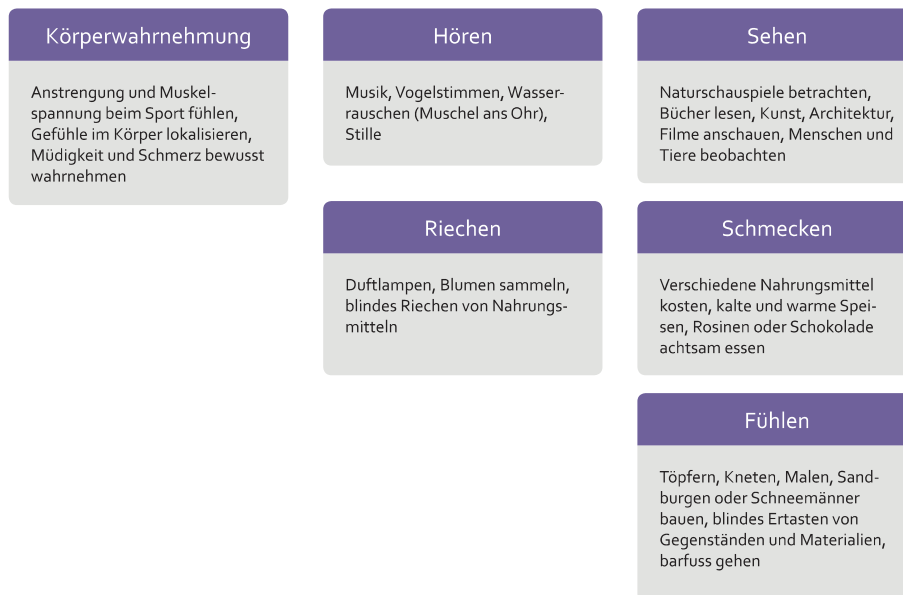 Körperwahrnehmung
Anstrengung und Muskel-
spannung beim Sport fühlen,
Gefühle im Körper lokalisieren,
Müdigkeit und Schmerz bewusst
wahrnehmen
Hören
Musik, Vogelstimmen, Wasser-
rauschen (Muschel ans Ohr),
Stille
Sehen
Naturschauspiele betrachten,
Bücher lesen, Kunst, Architektur,
Filme anschauen, Menschen und
Tiere beobachten
Riechen
Duftlampen, Blumen sammeln,
blindes Riechen von Nahrungs-
mitteln
Schmecken
Verschiedene Nahrungsmittel
kosten, kalte und warme Spei-
sen, Rosinen oder Schokolade
achtsam essen
Fühlen
Töpfern, Kneten, Malen, Sand-
burgen oder Schneemänner
bauen, blindes Ertasten von
Gegenständen und Materialien,
barfuss gehen